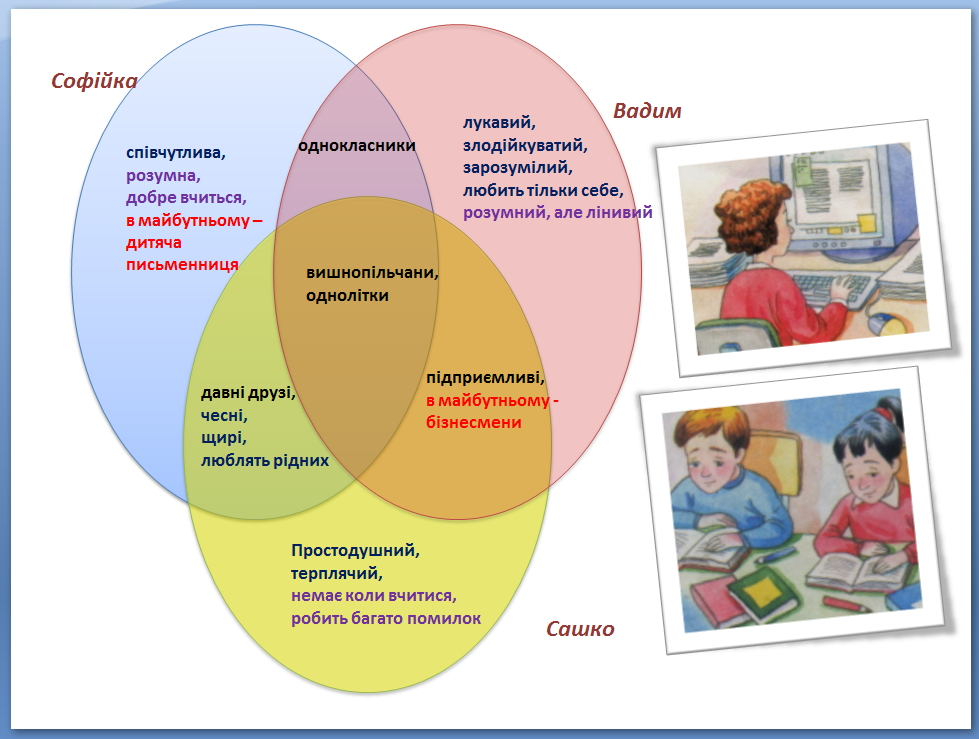 Софійка
Вадим
співчутлива,
розумна,
добре вчиться,
в майбутньому –
дитяча
письменниця
однокласники
лукавий,
злодійкуватий,
зарозумілий,
любить тільки себе,
розумний, але лінивий
вишнопільчани,
однолітки
давні друзі,
чесні,
щирі,
люблять рідних
підприємливі,
в майбутньому -
бізнесмени
Простодушний,
терплячий,
немає коли вчитися,
робить багато помилок
Сашко